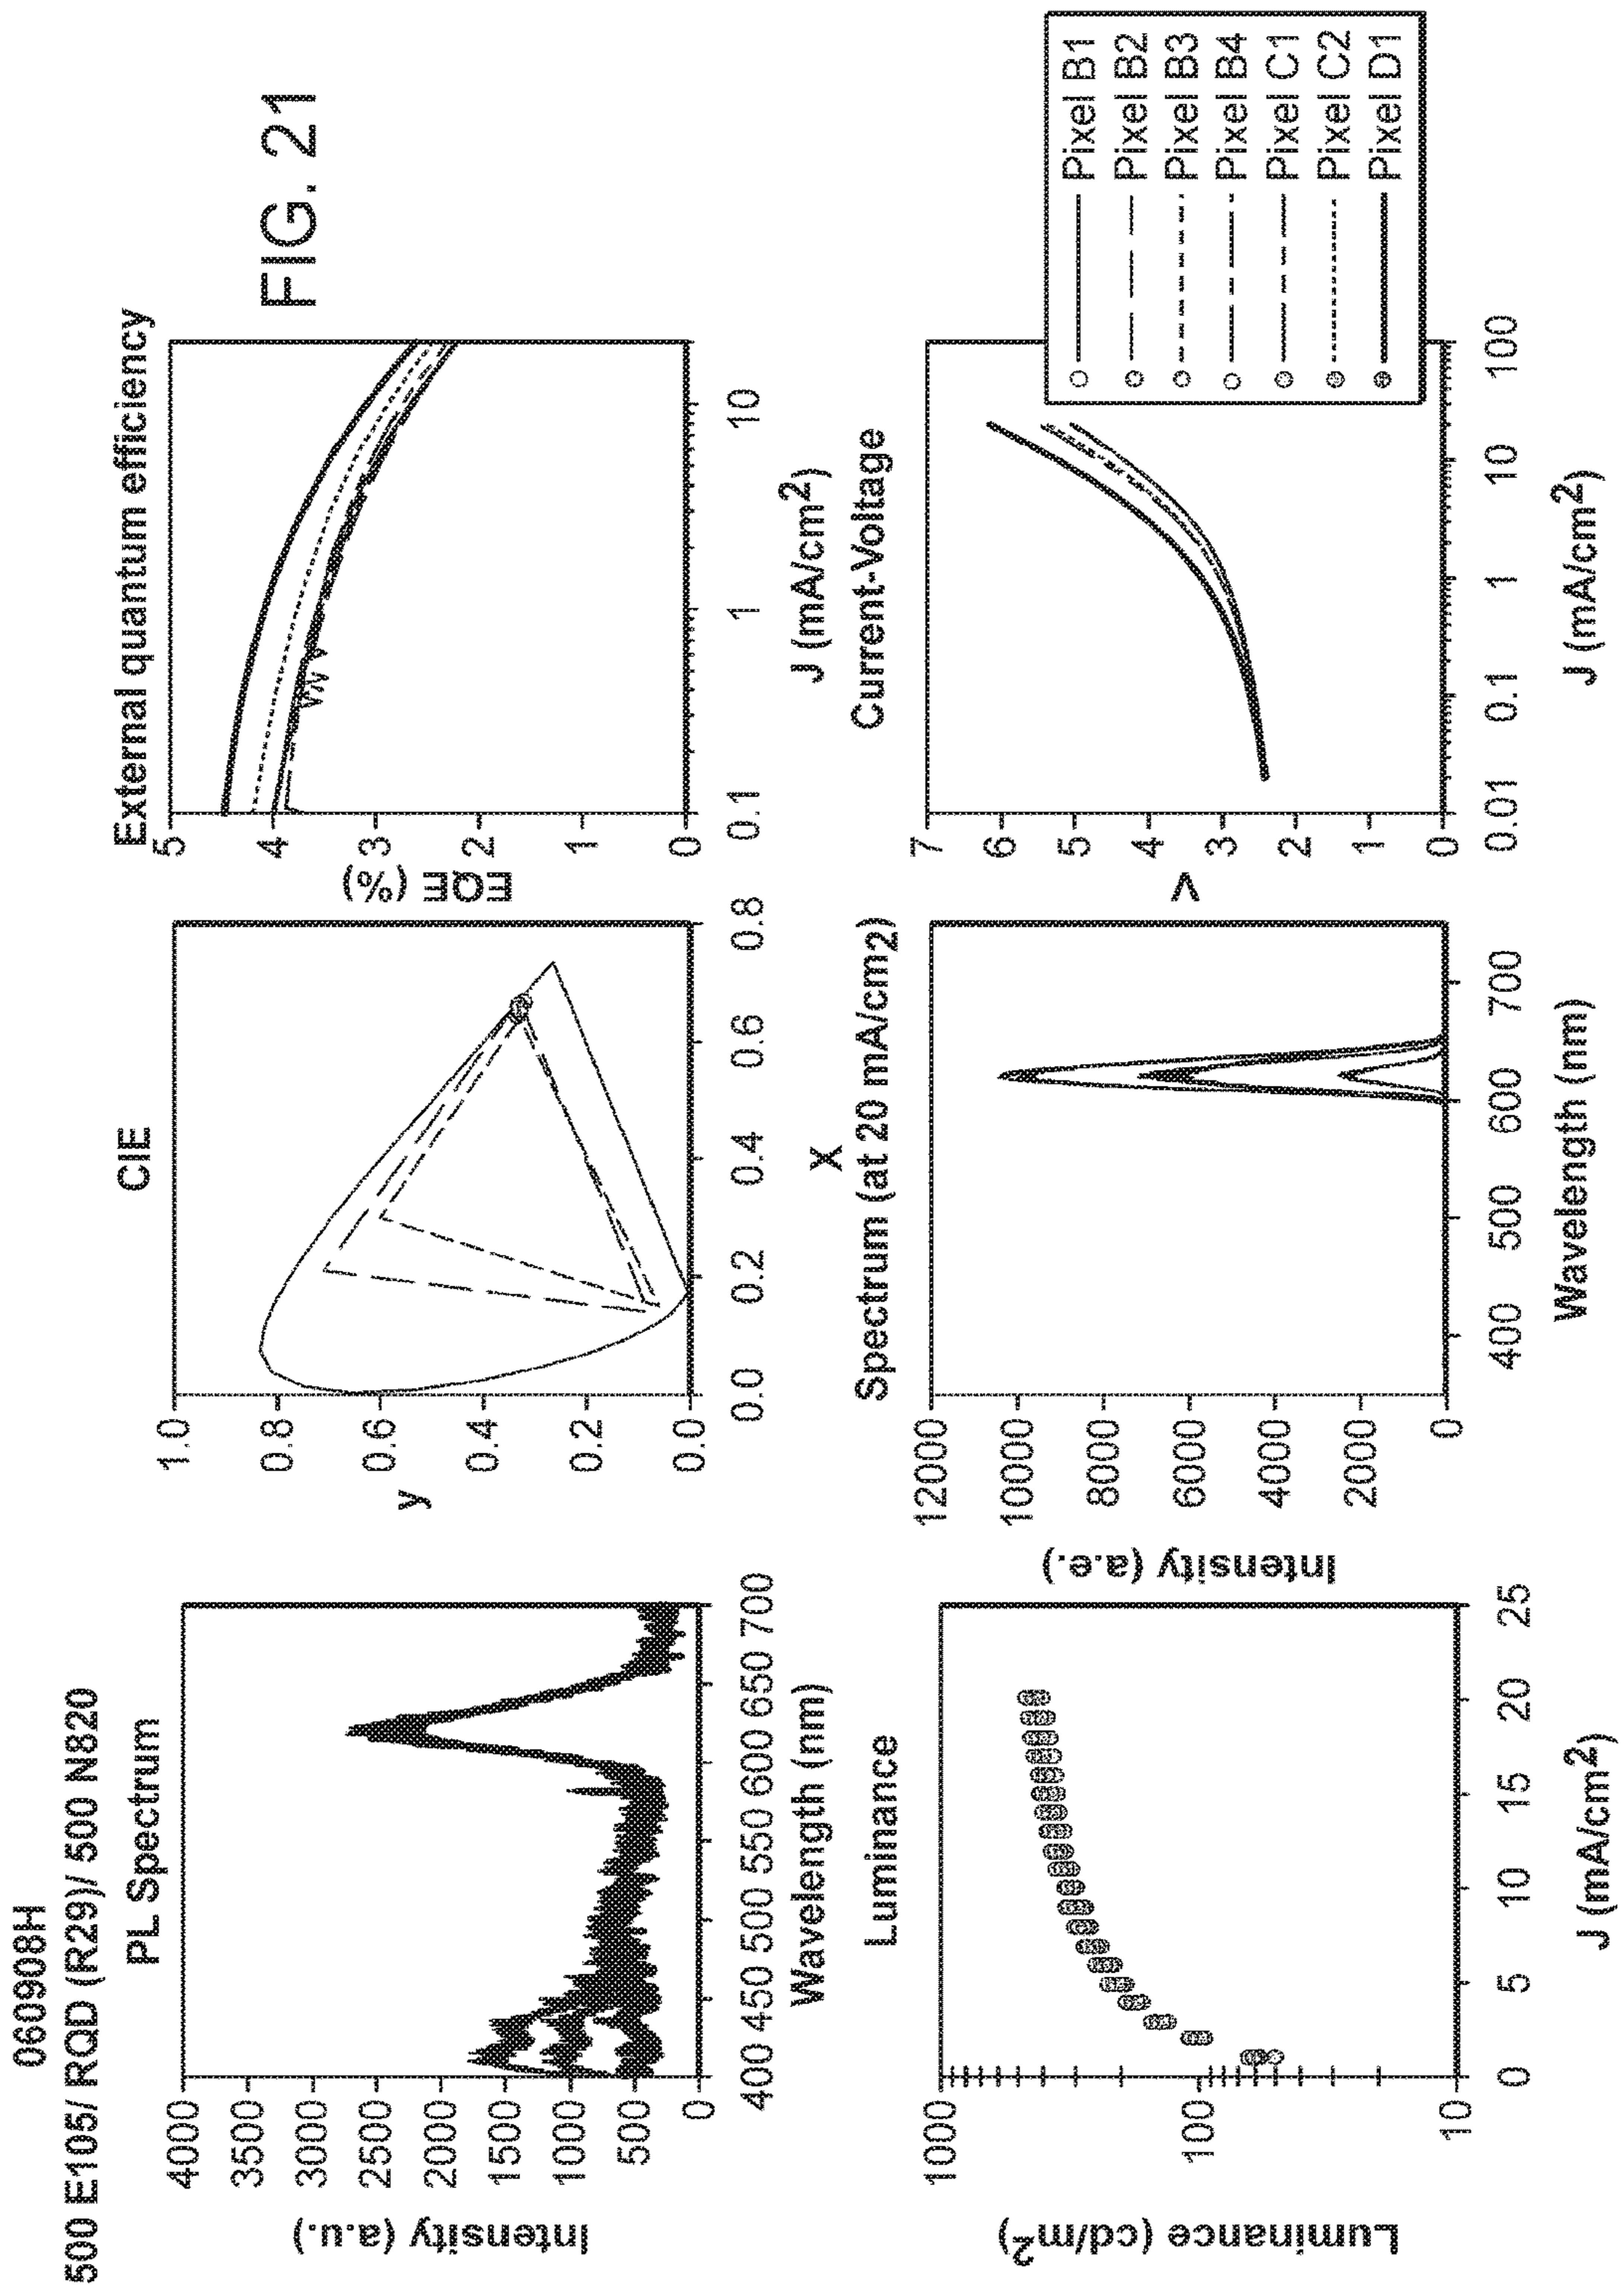 060908H
500 E105/ RQD (R29)/ 500 N820
FIG. 21
PL Spectrum
Intensity (a.u.)
4000
3500
3000
2500
2000
1500
1000
500
0
400 450 500 550 600 650 700
Wavelength (nm)
CIE
y
1.0
0.8
0.6
0.4
0.2
0.0
0.0 0.2 0.4 0.6 0.8
X
External quantum efficiency
EQE (%)
5
4
3
2
1
0
0.1 1 10
J (mA/cm2)
Luminance
Luminance (cd/m2)
1000
100
10
0 5 10 15 20 25
J (mA/cm2)
Spectrum (at 20 mA/cm2)
Intensity (a.e.)
12000
10000
8000
6000
4000
2000
0
400 500 600 700
Wavelength (nm)
Current-Voltage
V
7
6
5
4
3
2
1
0
0.01 0.1 1 10 100
J (mA/cm2)
Pixel B1
Pixel B2
Pixel B3
Pixel B4
Pixel C1
Pixel C2
Pixel D1